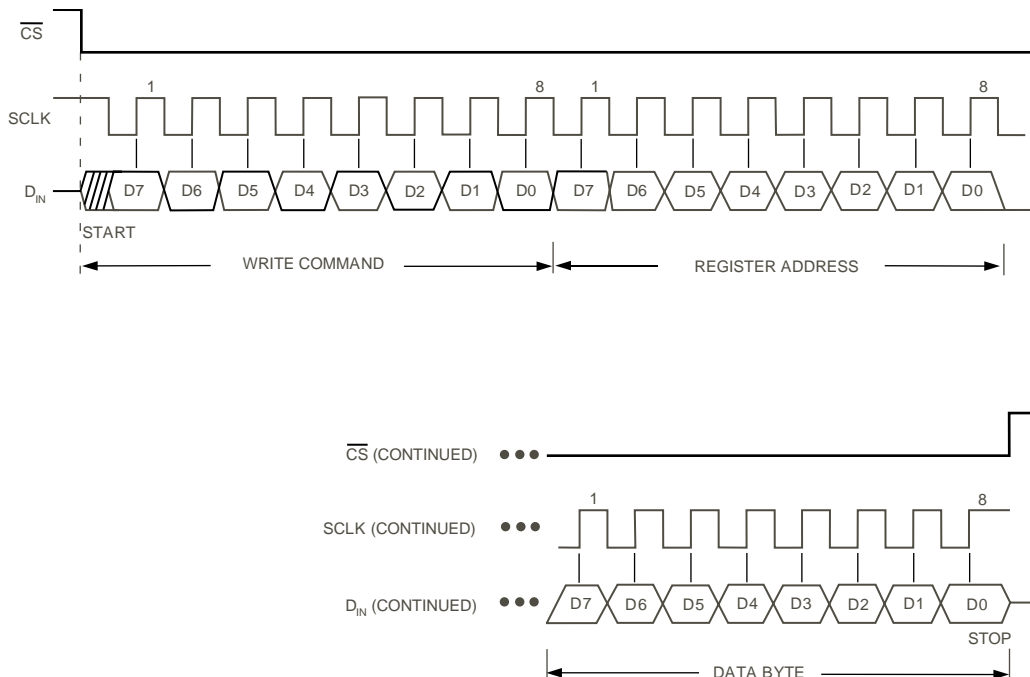 CS
1 8 1 8
SCLK
DIN D7 D6 D5 D4 D3 D2 D1 D0 D7 D6 D5 D4 D3 D2 D1 D0
START
WRITE COMMAND REGISTER ADDRESS
CS (CONTINUED)
1 8
SCLK (CONTINUED)
DIN (CONTINUED) D7 D6 D5 D4 D3 D2 D1 D0
STOP
DATA BYTE